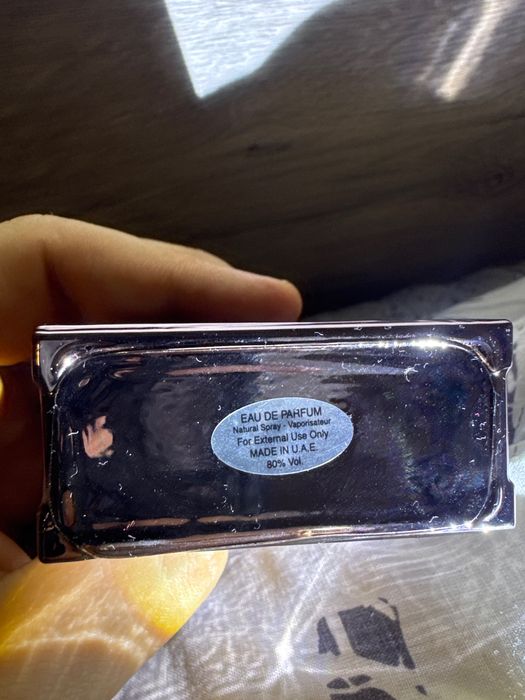 EAU DE PARFUM
Natural Spray - Vaporisateur
For External Use Only
MADE IN U.A.E.
80% Vol.